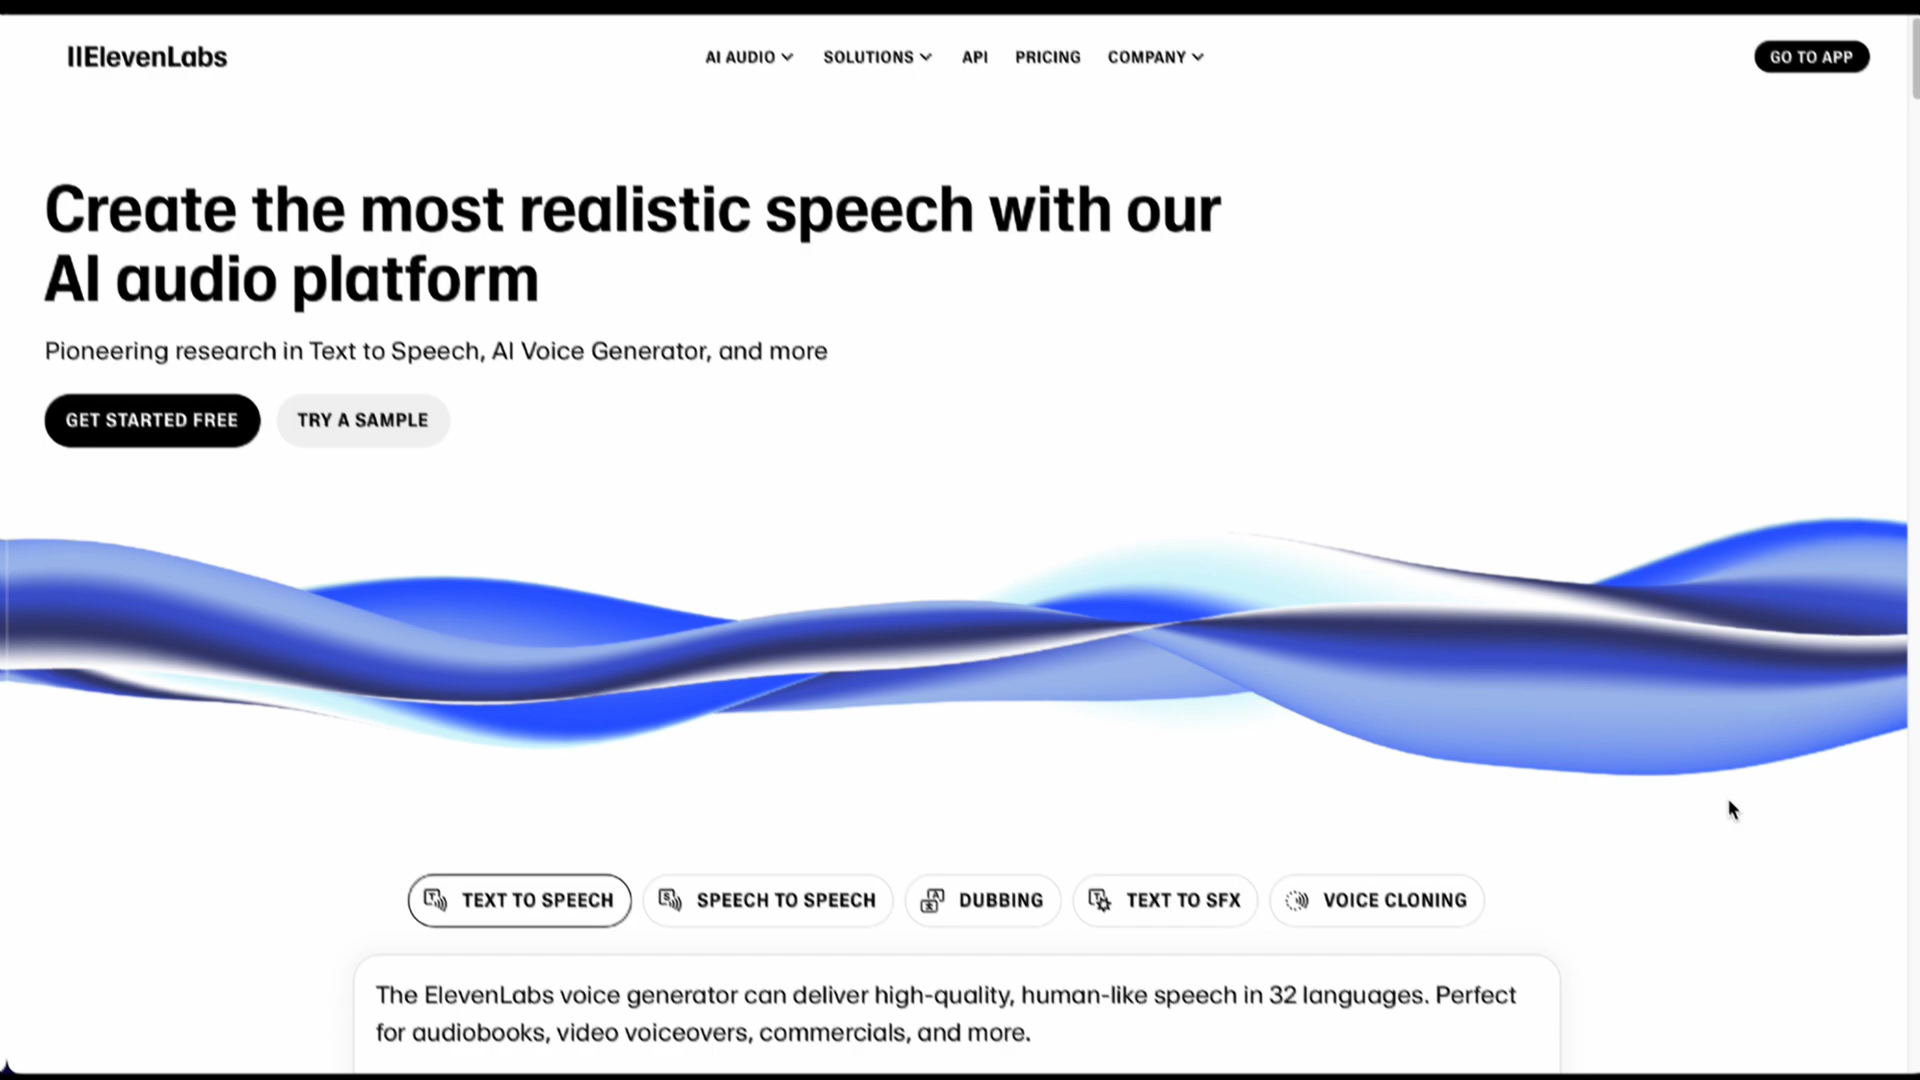 IIElevenLabs
AI AUDIO
SOLUTIONS
API
PRICING
COMPANY
GO TO APP
Create the most realistic speech with our
AI audio platform
Pioneering research in Text to Speech, AI Voice Generator, and more
GET STARTED FREE
TRY A SAMPLE
TEXT TO SPEECH
SPEECH TO SPEECH
DUBBING
TEXT TO SFX
VOICE CLONING
The ElevenLabs voice generator can deliver high-quality, human-like speech in 32 languages. Perfect
for audiobooks, video voiceovers, commercials, and more.